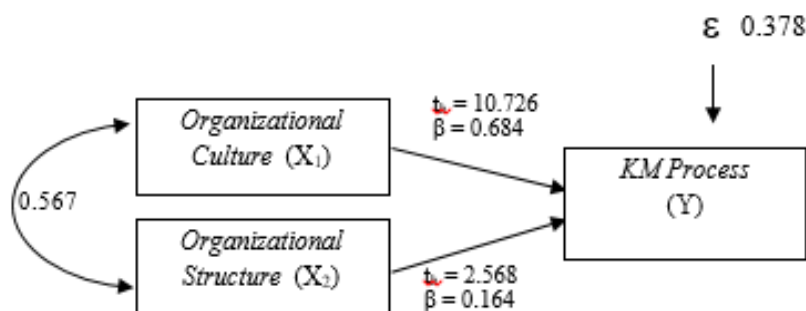 ε 0.378
tₕ = 10.726
β = 0.684
Organizational
Culture (X₁)
KM Process
(Y)
0.567
Organizational
Structure (X₂)
tₕ = 2.568
β = 0.164